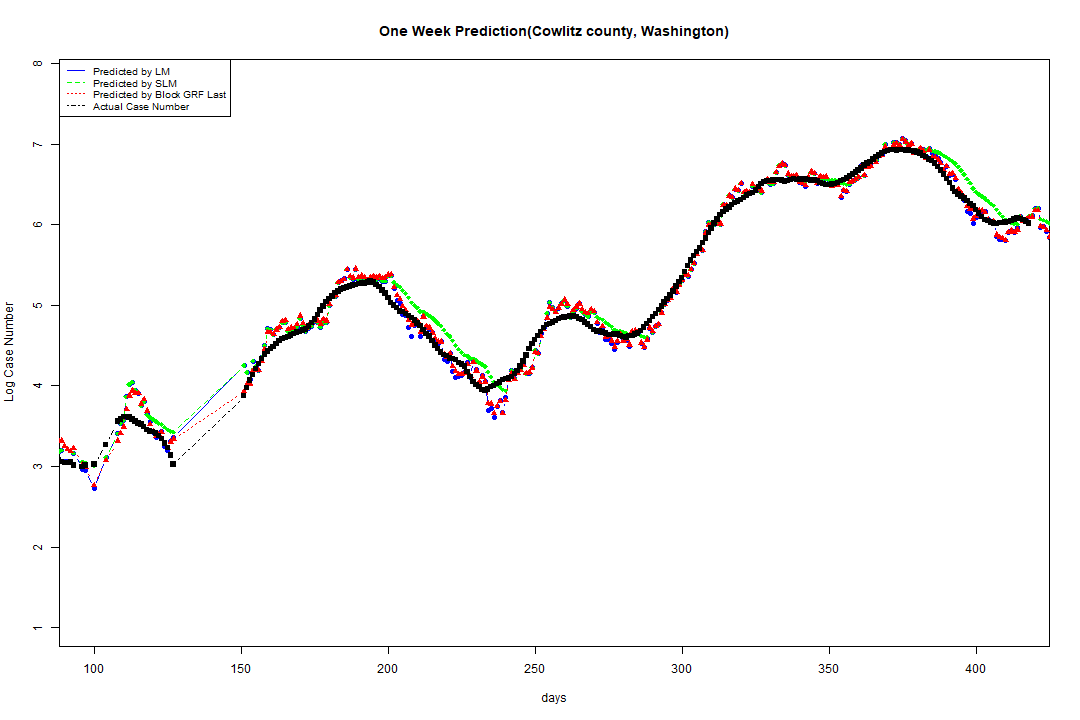 One Week Prediction(Cowlitz county, Washington)
Predicted by LM
Predicted by SLM
Predicted by Block GRF Last
Actual Case Number
8
7
6
5
4
3
2
1
Log Case Number
100 150 200 250 300 350 400
days